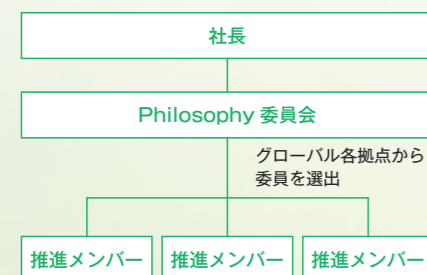 社長
Philosophy 委員会
グローバル各拠点から
委員を選出
推進メンバー 推進メンバー 推進メンバー